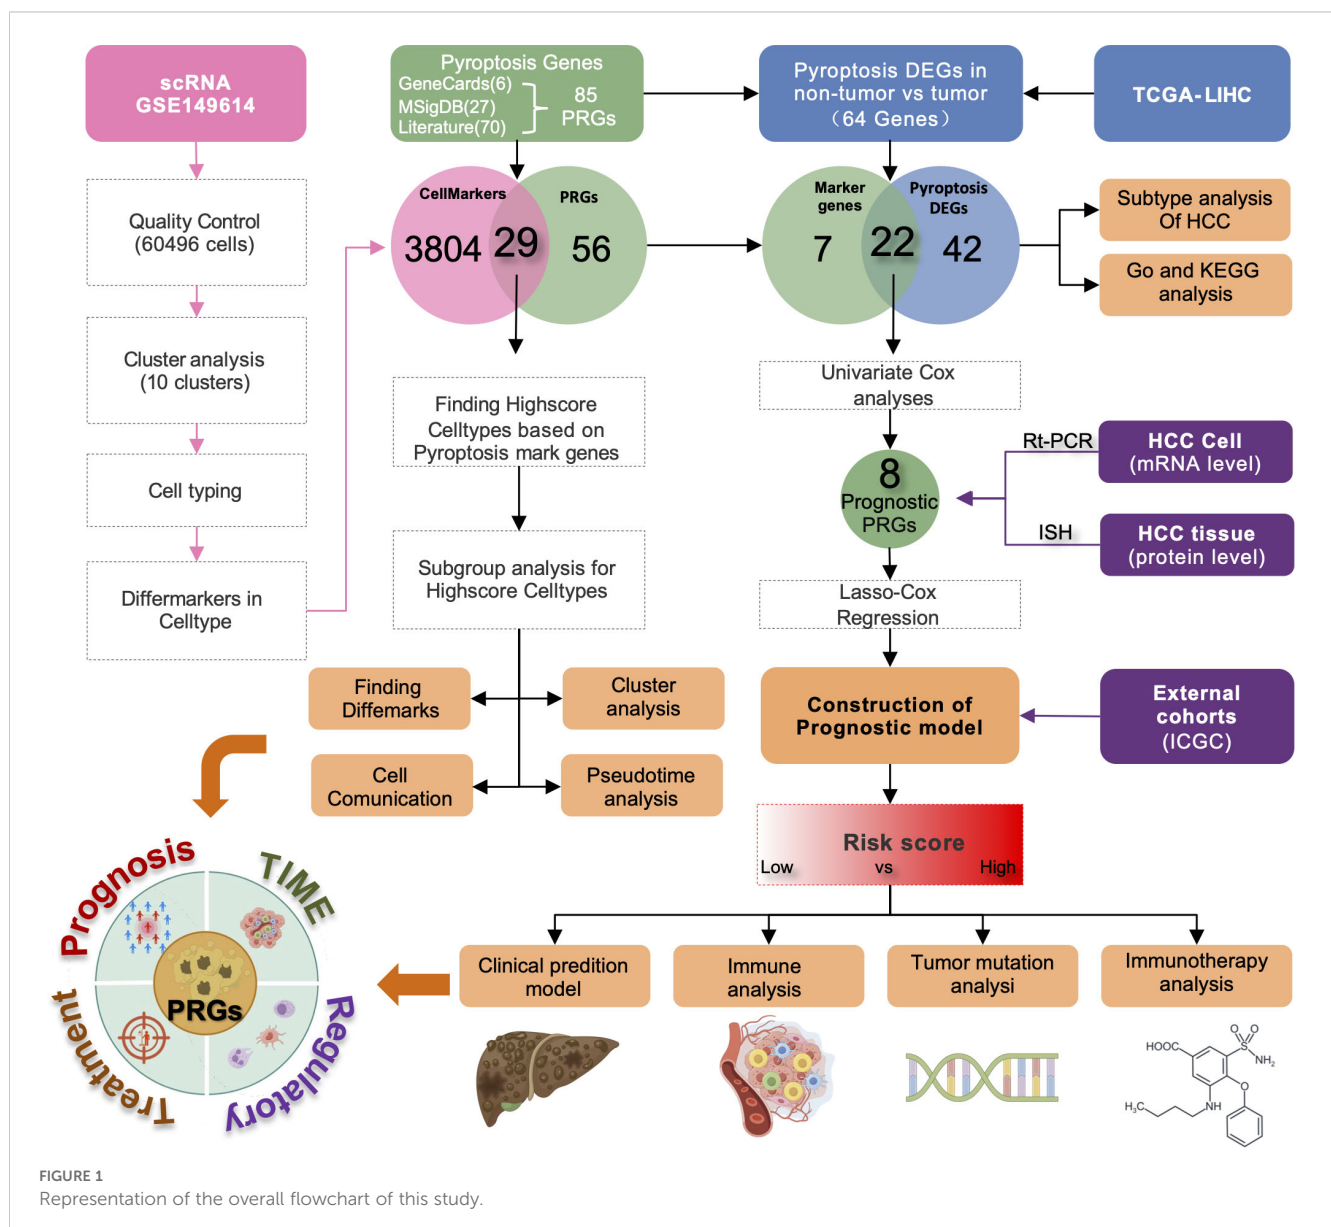 scRNA
GSE149614
Pyroptosis Genes
GeneCards(6)
MSigDB(27)
Literature(70)
85
PRGs
Pyroptosis DEGs in
non-tumor vs tumor
（64 Genes）
TCGA-LIHC
Quality Control
(60496 cells)
Cluster analysis
(10 clusters)
Cell typing
Differmarkers in
Celltype
CellMarkers
PRGs
3804
29
56
Marker
genes
Pyroptosis
DEGs
7
22
42
Subtype analysis
Of HCC
Go and KEGG
analysis
Finding Highscore
Celltypes based on
Pyroptosis mark genes
Subgroup analysis for
Highscore Celltypes
Finding
Diffemarks
Cluster
analysis
Cell
Comunication
Pseudotime
analysis
Univariate Cox
analyses
8
Prognostic
PRGs
Rt-PCR
HCC Cell
(mRNA level)
ISH
HCC tissue
(protein level)
Lasso-Cox
Regression
Construction of
Prognostic model
External
cohorts
(ICGC)
Risk score
Low
vs
High
Clinical predition
model
Immune
analysis
Tumor mutation
analysi
Immunotherapy
analysis
Prognosis
TIME
Treatment
Regulatory
PRGs
HOOC
O
O
S
NH₂
O
NH
H₃C
FIGURE 1
Representation of the overall flowchart of this study.